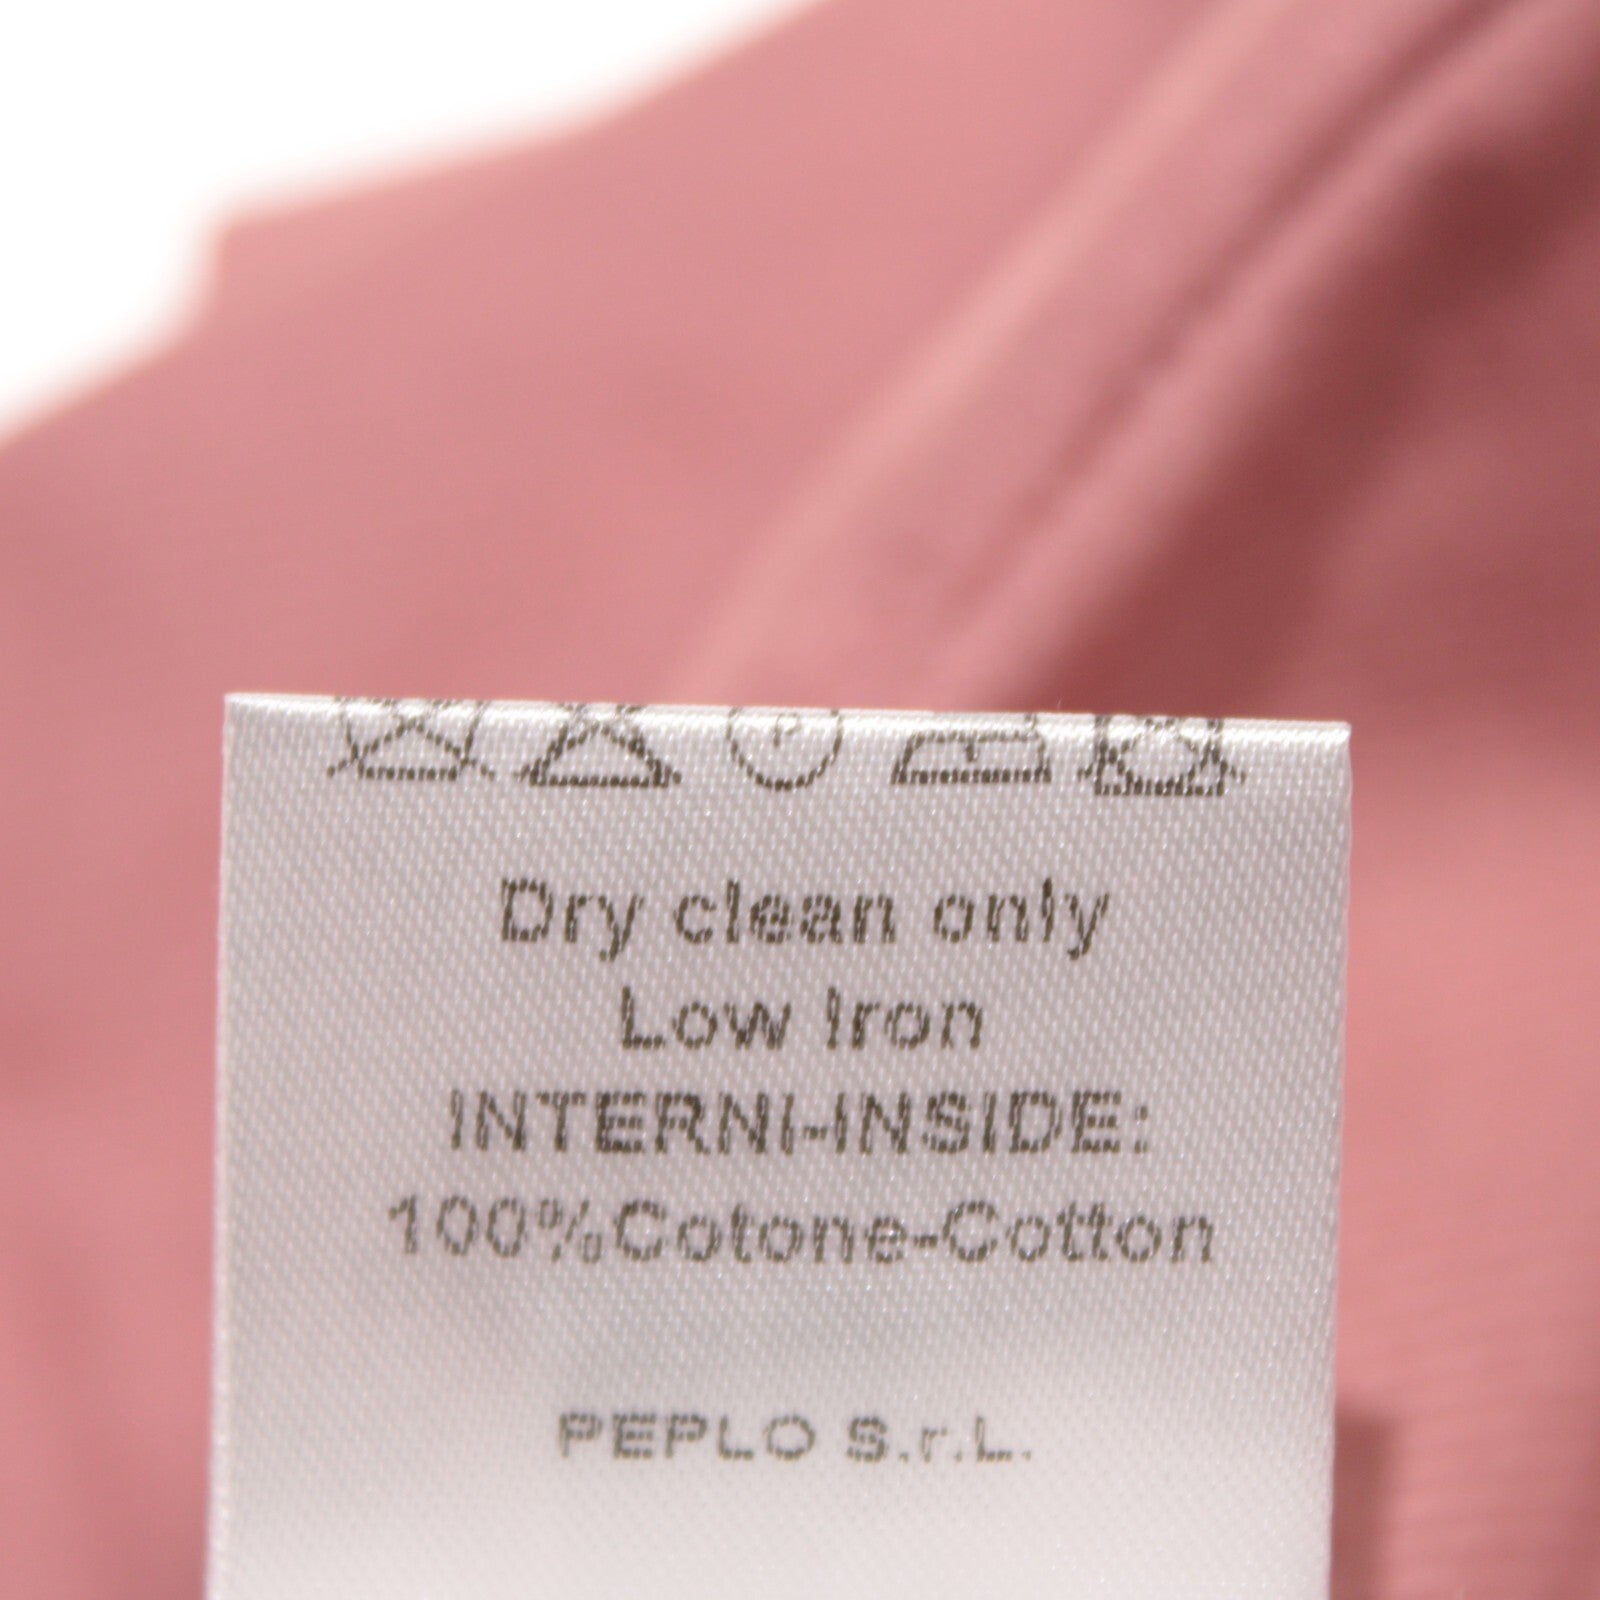 P
Dry clean only
Low Iron
INTERNI-INSIDE:
100%Cotone-Cotton
PEPLO S.r.L.